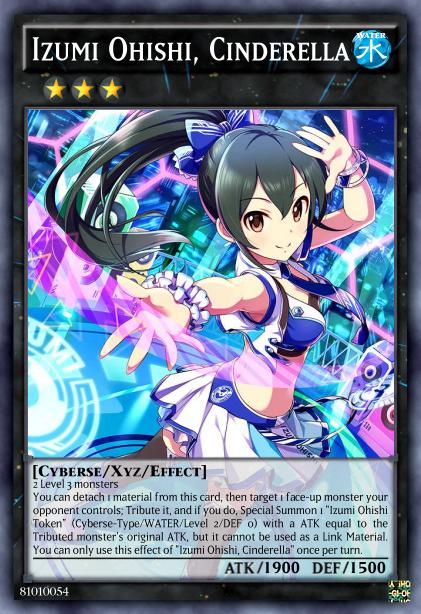 Izumi Ohishi, Cinderella
WATER
水
[Cyberse/Xyz/Effect]
2 Level 3 monsters
You can detach 1 material from this card, then target 1 face-up monster your
opponent controls; Tribute it, and if you do, Special Summon 1 "Izumi Ohishi
Token" (Cyberse-Type/WATER/Level 2/DEF 0) with a ATK equal to the
Tributed monster's original ATK, but it cannot be used as a Link Material.
You can only use this effect of "Izumi Ohishi, Cinderella" once per turn.
ATK/1900 DEF/1500
81010054